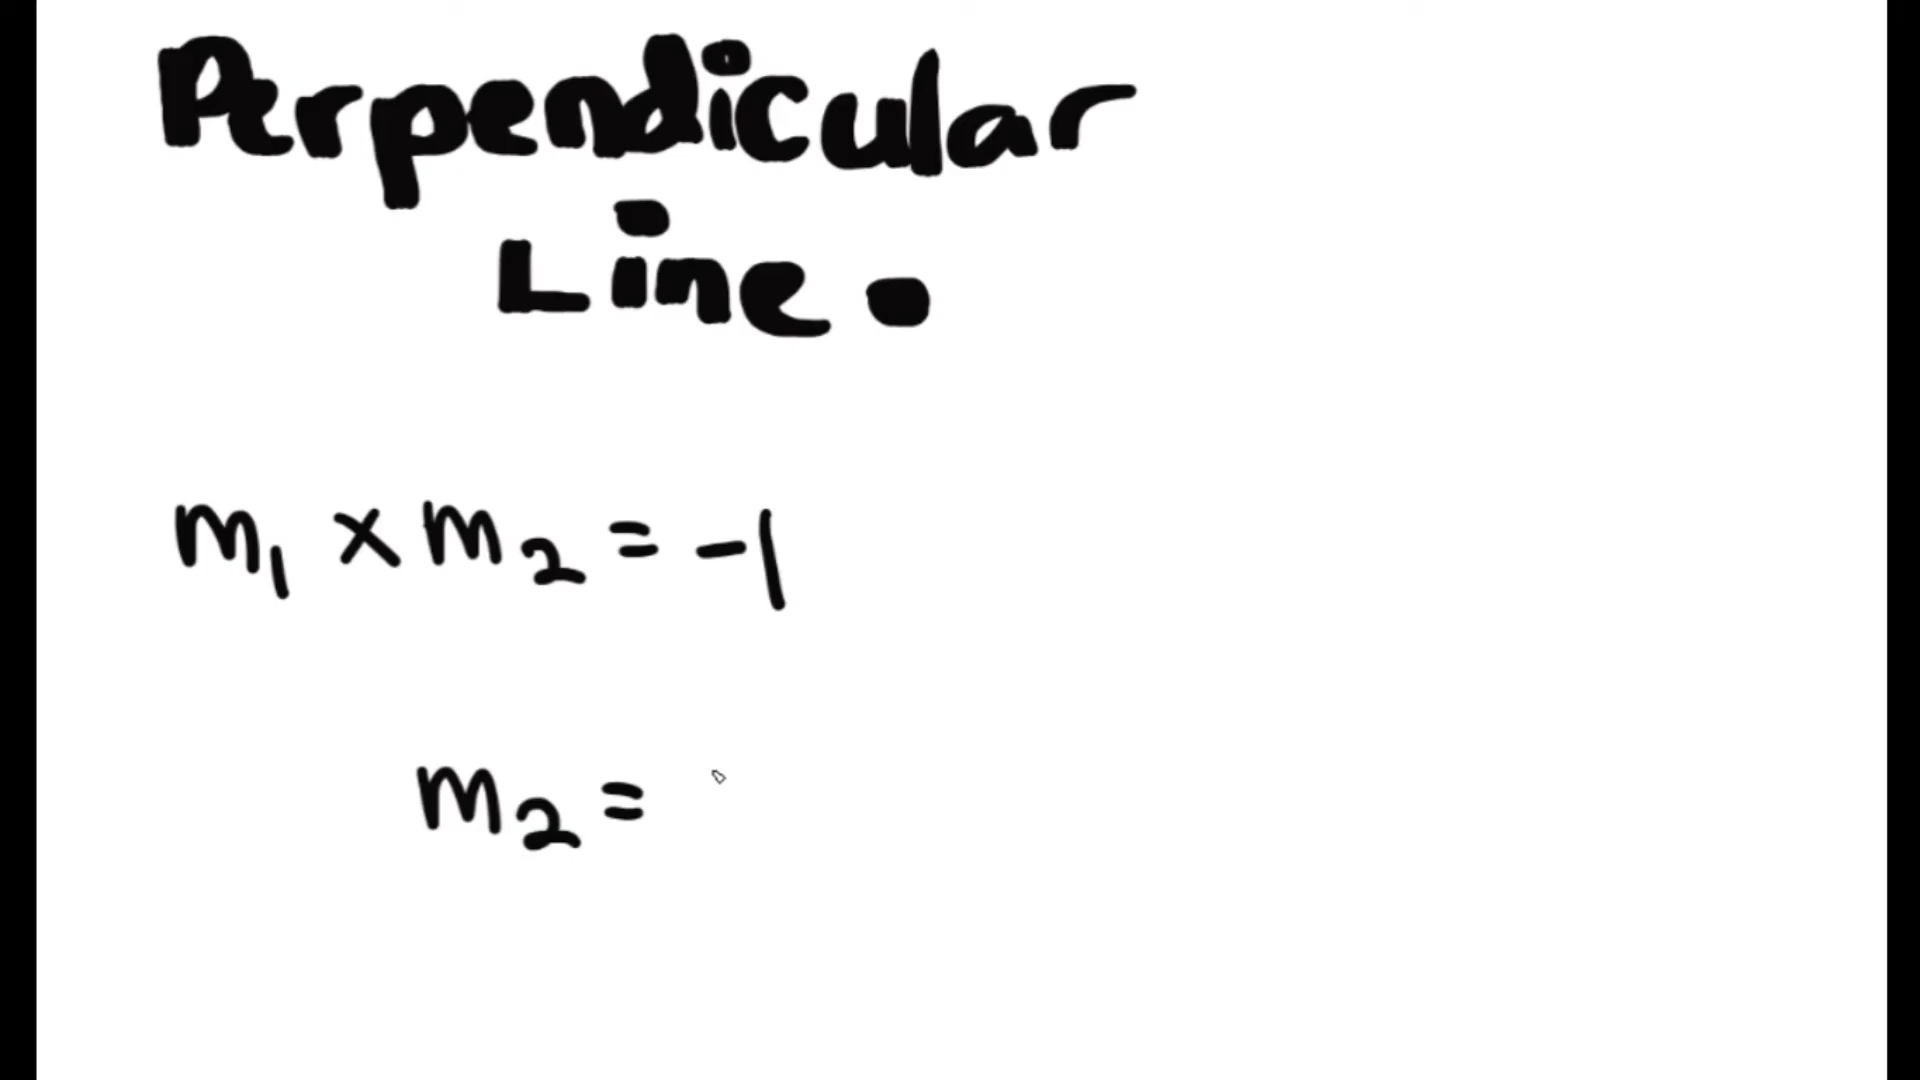 Perpendicular
Line.
m₁ × m₂ = -1
m₂ =